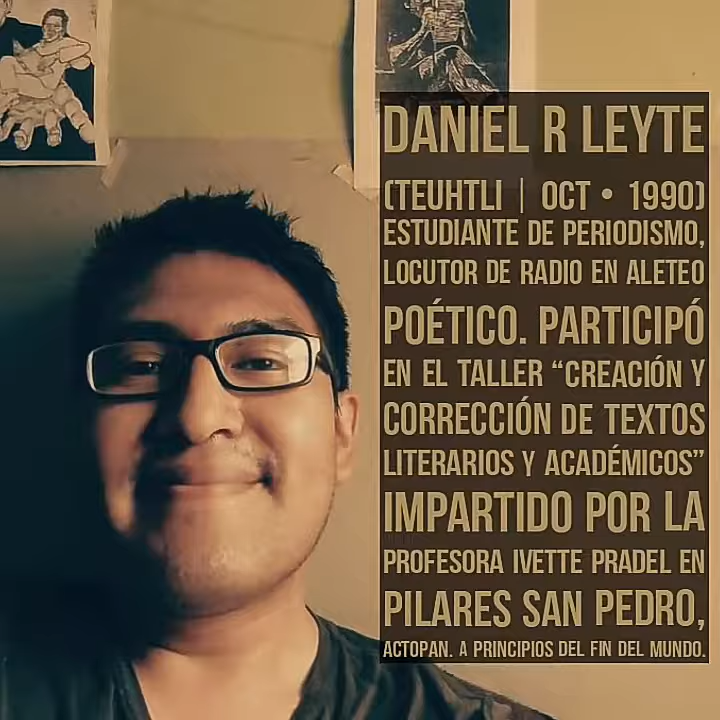 DANIEL R LEYTE
(TEUHTLI | OCT • 1990)
ESTUDIANTE DE PERIODISMO,
LOCUTOR DE RADIO EN ALETEO
POÉTICO. PARTICIPÓ
EN EL TALLER “CREACIÓN Y
CORRECCIÓN DE TEXTOS
LITERARIOS Y ACADÉMICOS”
IMPARTIDO POR LA
PROFESORA IVETTE PRADEL EN
PILARES SAN PEDRO,
ACTOPAN. A PRINCIPIOS DEL FIN DEL MUNDO.